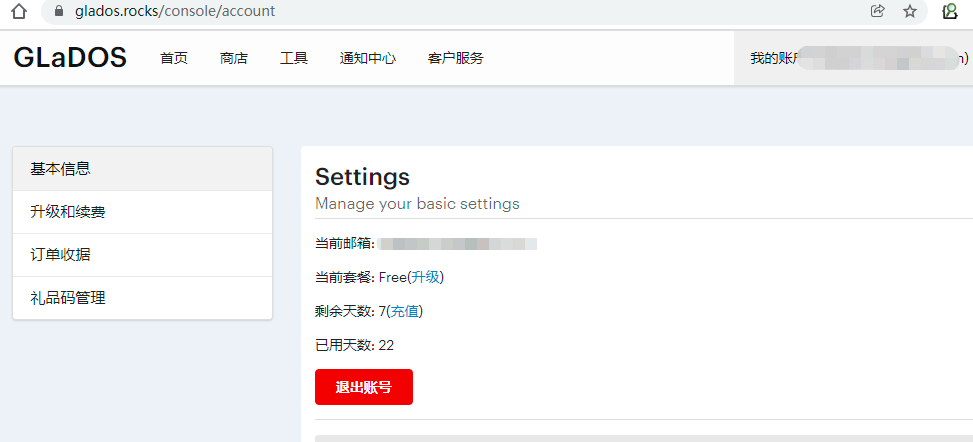 glados.rocks/console/account
GLaDOS 首页 商店 工具 通知中心 客户服务 我的账户
基本信息
升级和续费
订单收据
礼品码管理
Settings
Manage your basic settings
当前邮箱:
当前套餐: Free(升级)
剩余天数: 7(充值)
已用天数: 22
退出账号